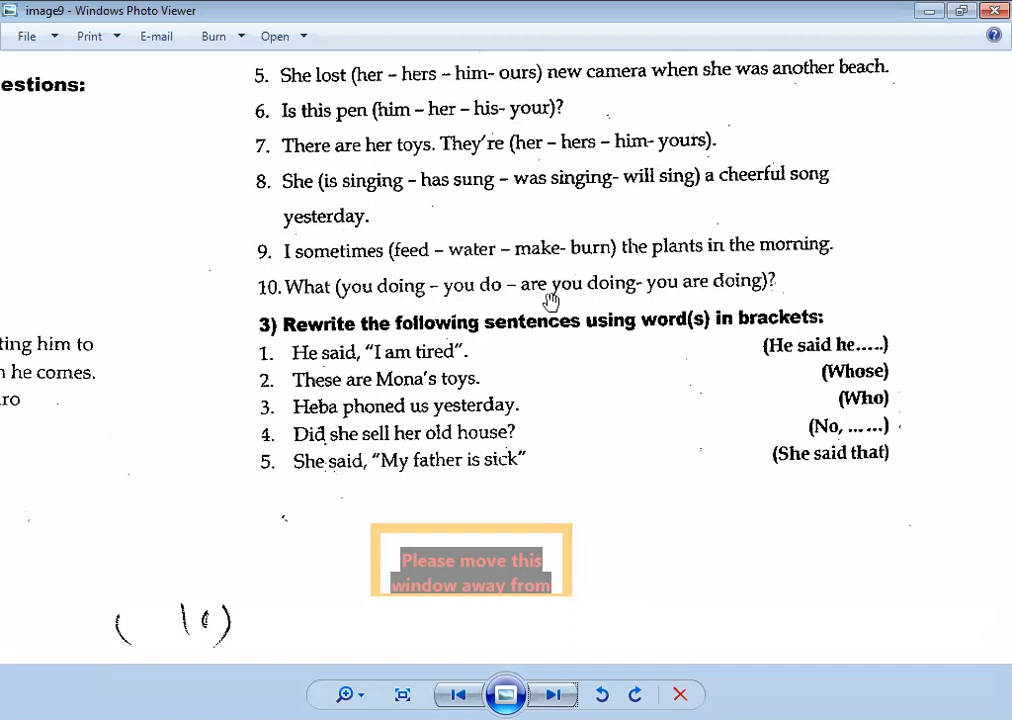 image9 - Windows Photo Viewer
File Print E-mail Burn Open
estions:
5. She lost (her – hers – him- ours) new camera when she was another beach.
6. Is this pen (him – her – his- your)?
7. There are her toys. They're (her – hers – him- yours).
8. She (is singing – has sung – was singing- will sing) a cheerful song
yesterday.
9. I sometimes (feed – water – make- burn) the plants in the morning.
10. What (you doing – you do – are you doing- you are doing)?
3) Rewrite the following sentences using word(s) in brackets:
ting him to
1. He said, "I am tired". (He said he.....)
n he comes.
2. These are Mona's toys. (Whose)
ro
3. Heba phoned us yesterday. (Who)
4. Did she sell her old house? (No, ......)
5. She said, "My father is sick" (She said that)
Please move this
window away from